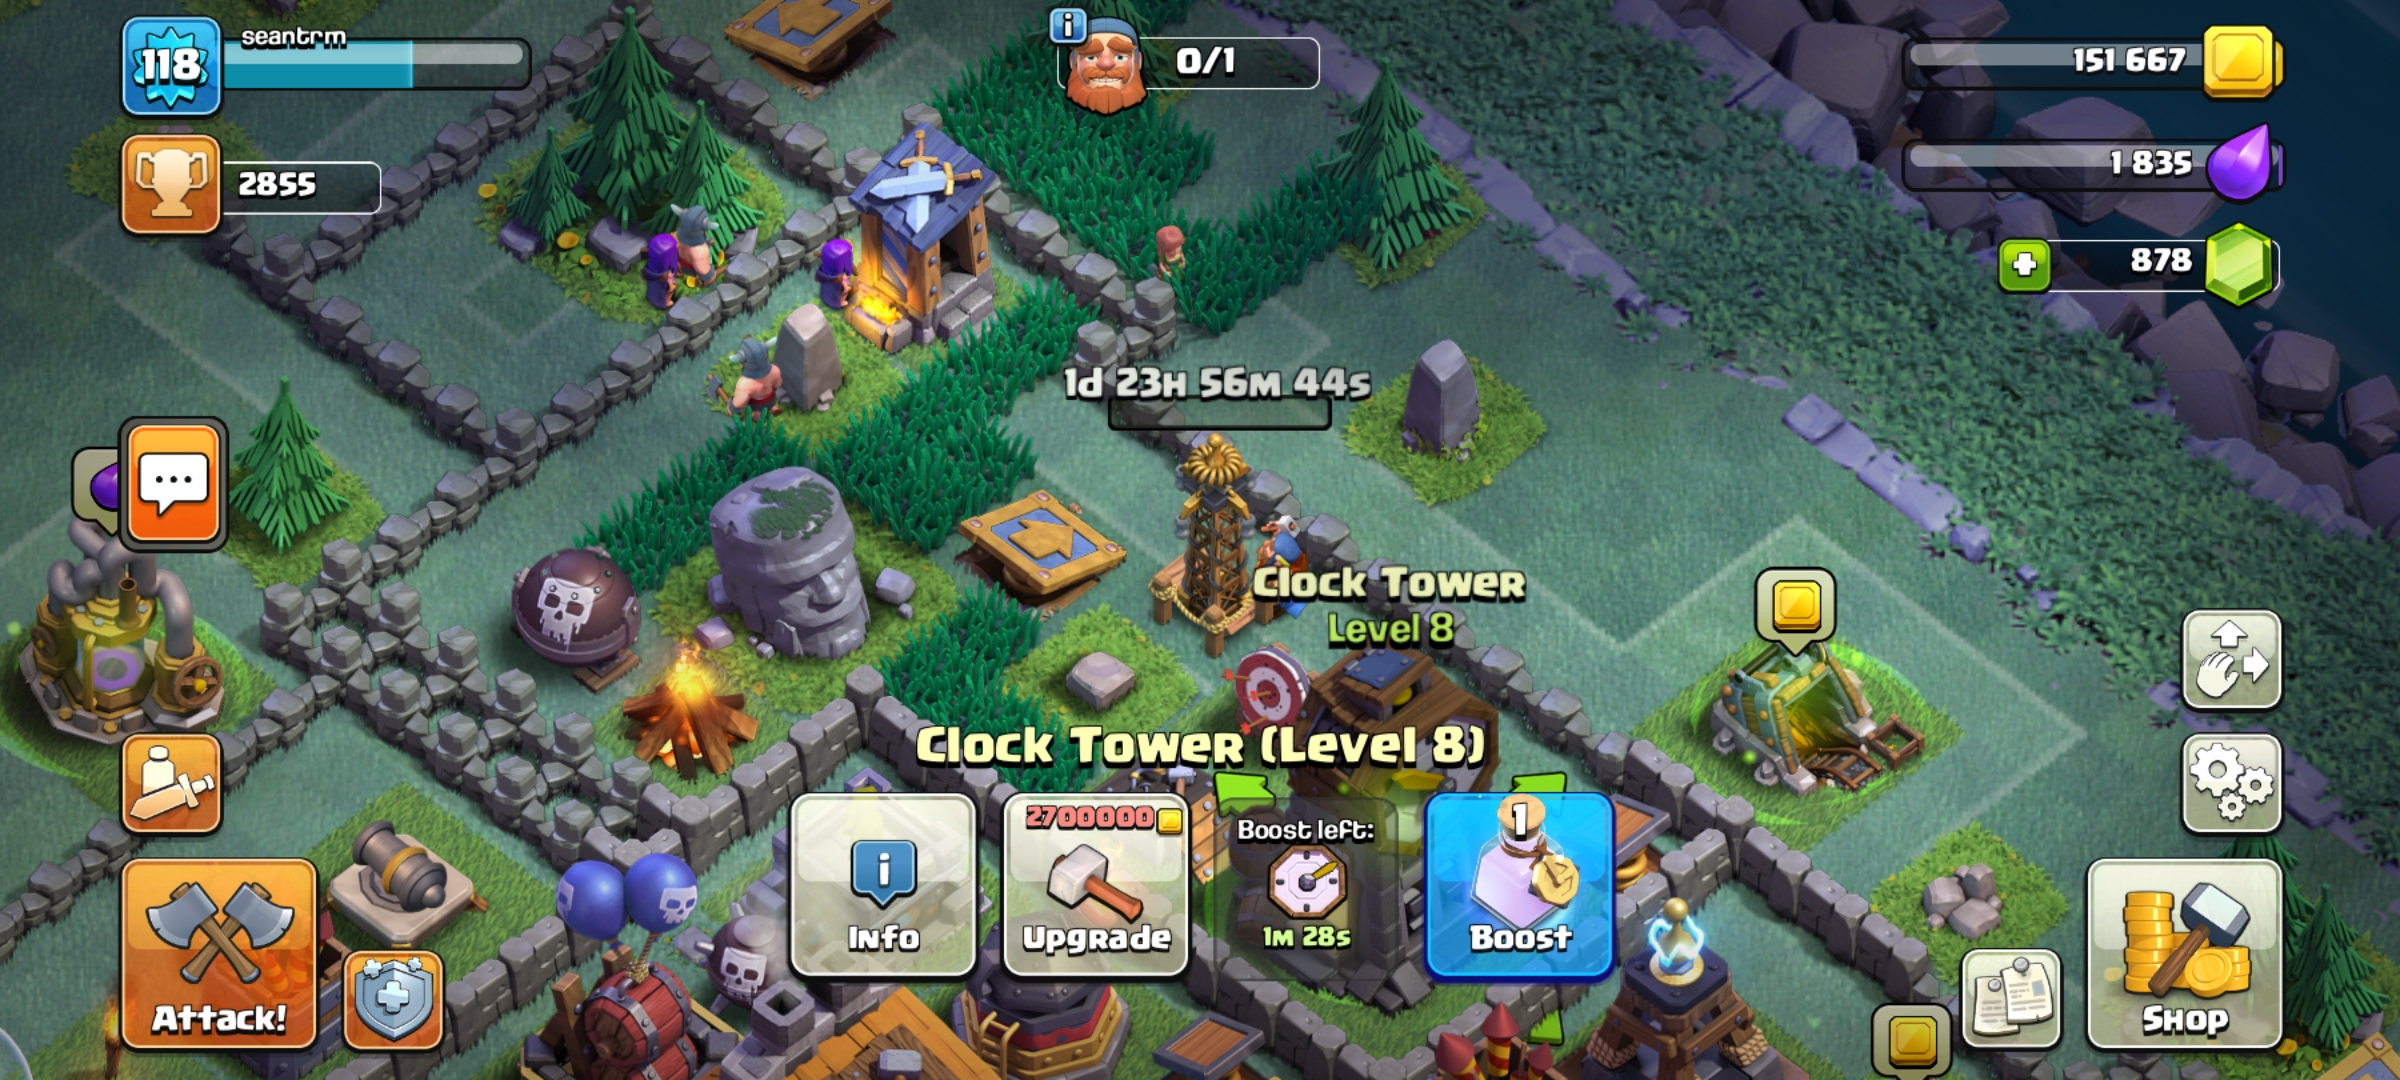 118
seantrm
0/1
151 667
2855
1 835
878
1d 23H 56M 44s
Clock Tower
Level 8
Clock Tower (Level 8)
Info
2700000
Upgrade
Boost left:
1M 28s
1
Boost
Attack!
Shop